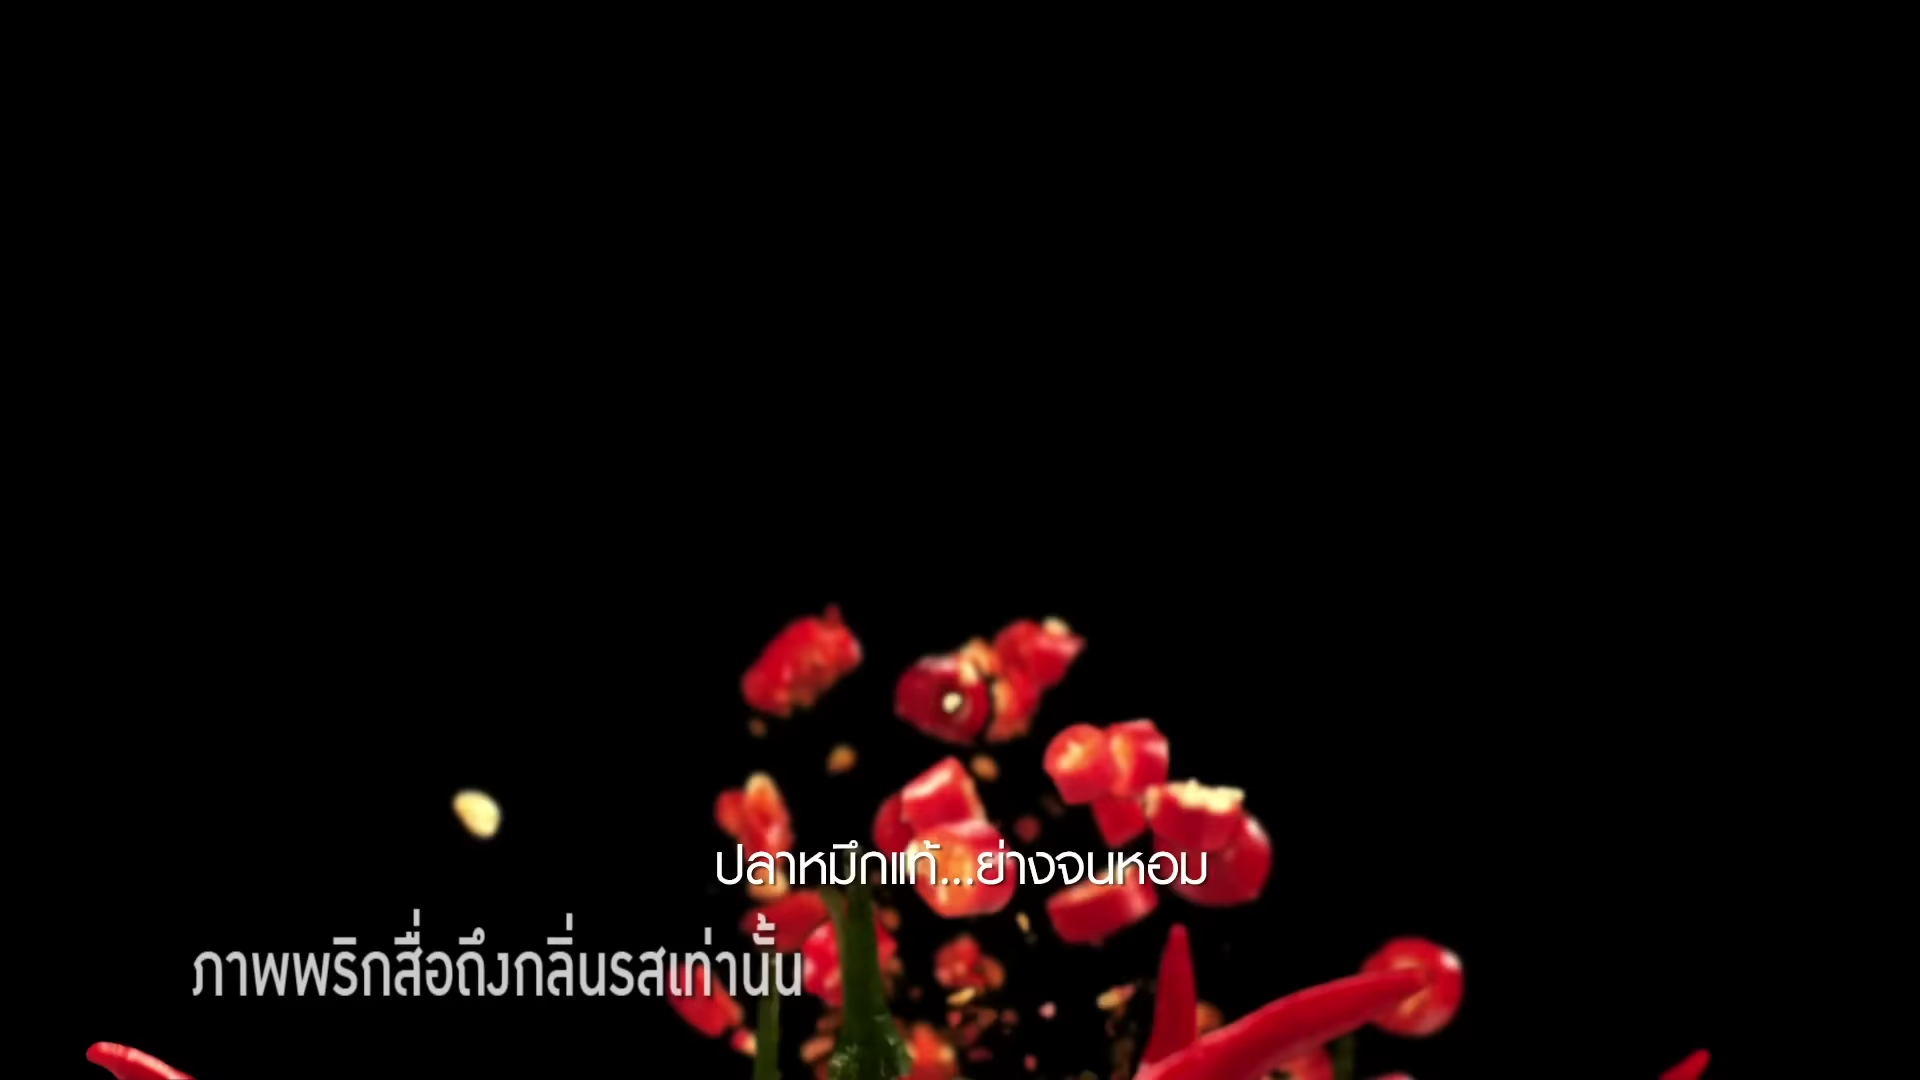 ปลาหมึกแท้...ย่างจนหอม
ภาพพริกสื่อถึงกลิ่นรสเท่านั้น